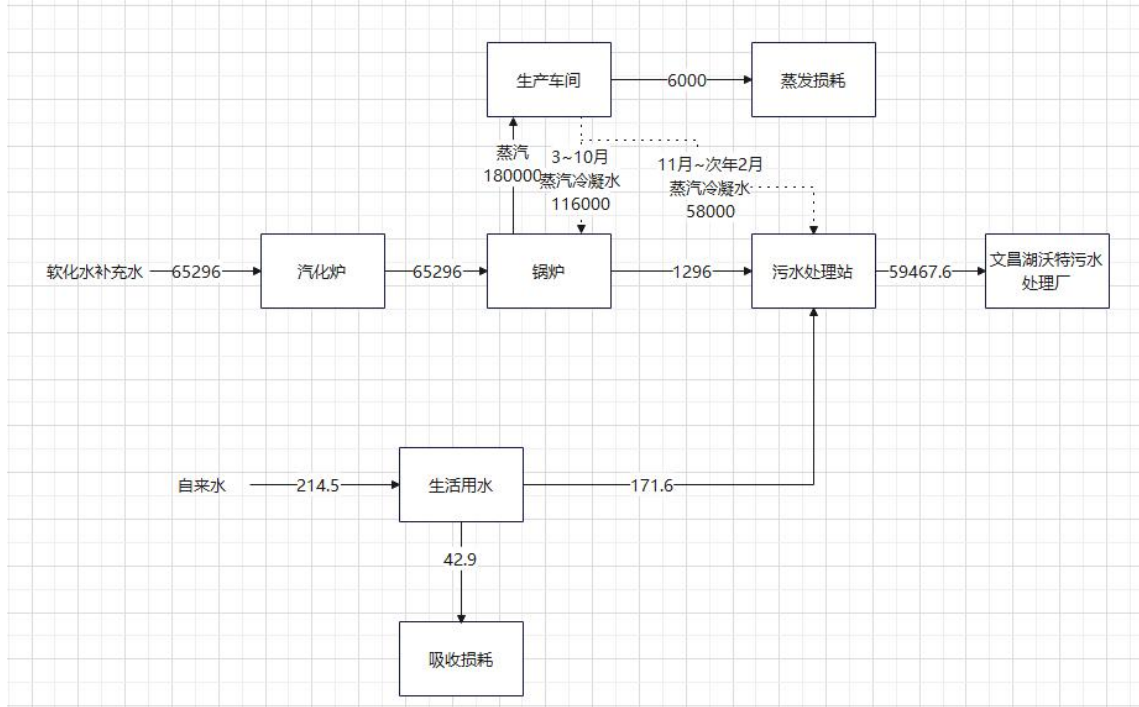 生产车间
6000
蒸发损耗
蒸汽
180000
3~10月
蒸汽冷凝水
116000
11月~次年2月
蒸汽冷凝水
58000
软化水补充水
65296
汽化炉
65296
锅炉
1296
污水处理站
59467.6
文昌湖沃特污水
处理厂
自来水
214.5
生活用水
171.6
42.9
吸收损耗